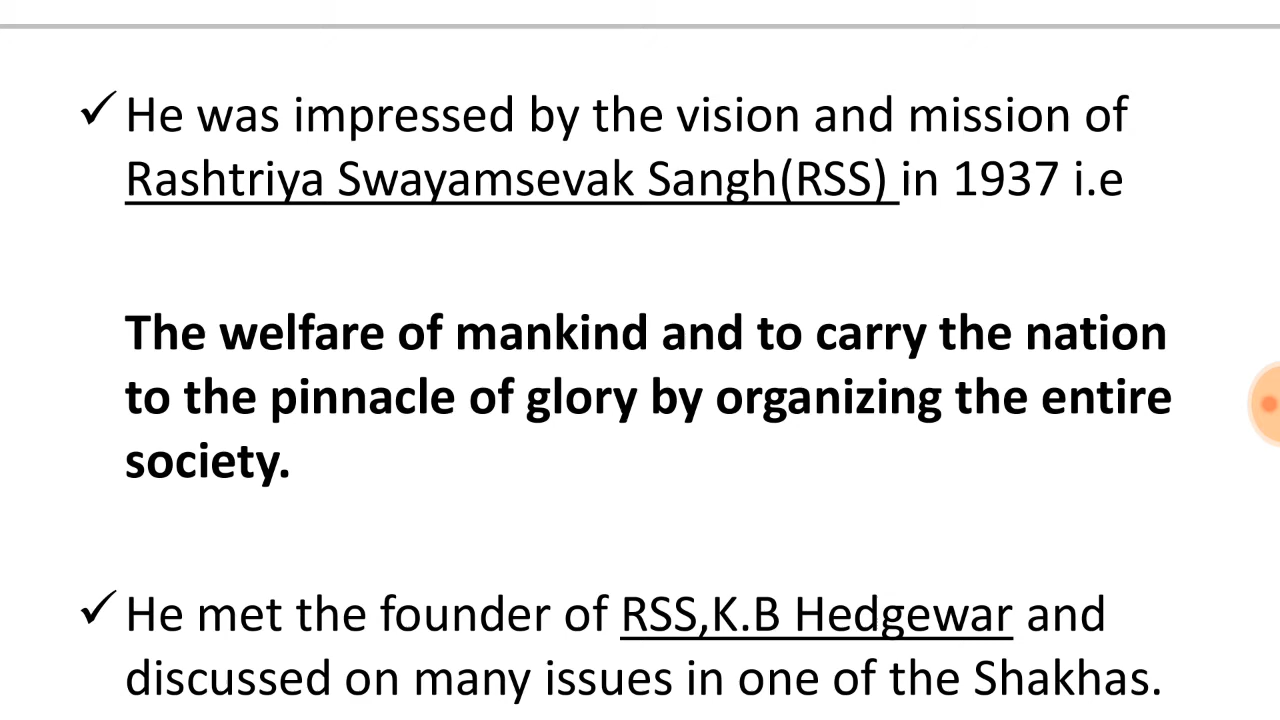 ✓ He was impressed by the vision and mission of
Rashtriya Swayamsevak Sangh(RSS) in 1937 i.e
The welfare of mankind and to carry the nation
to the pinnacle of glory by organizing the entire
society.
✓ He met the founder of RSS,K.B Hedgewar and
discussed on many issues in one of the Shakhas.